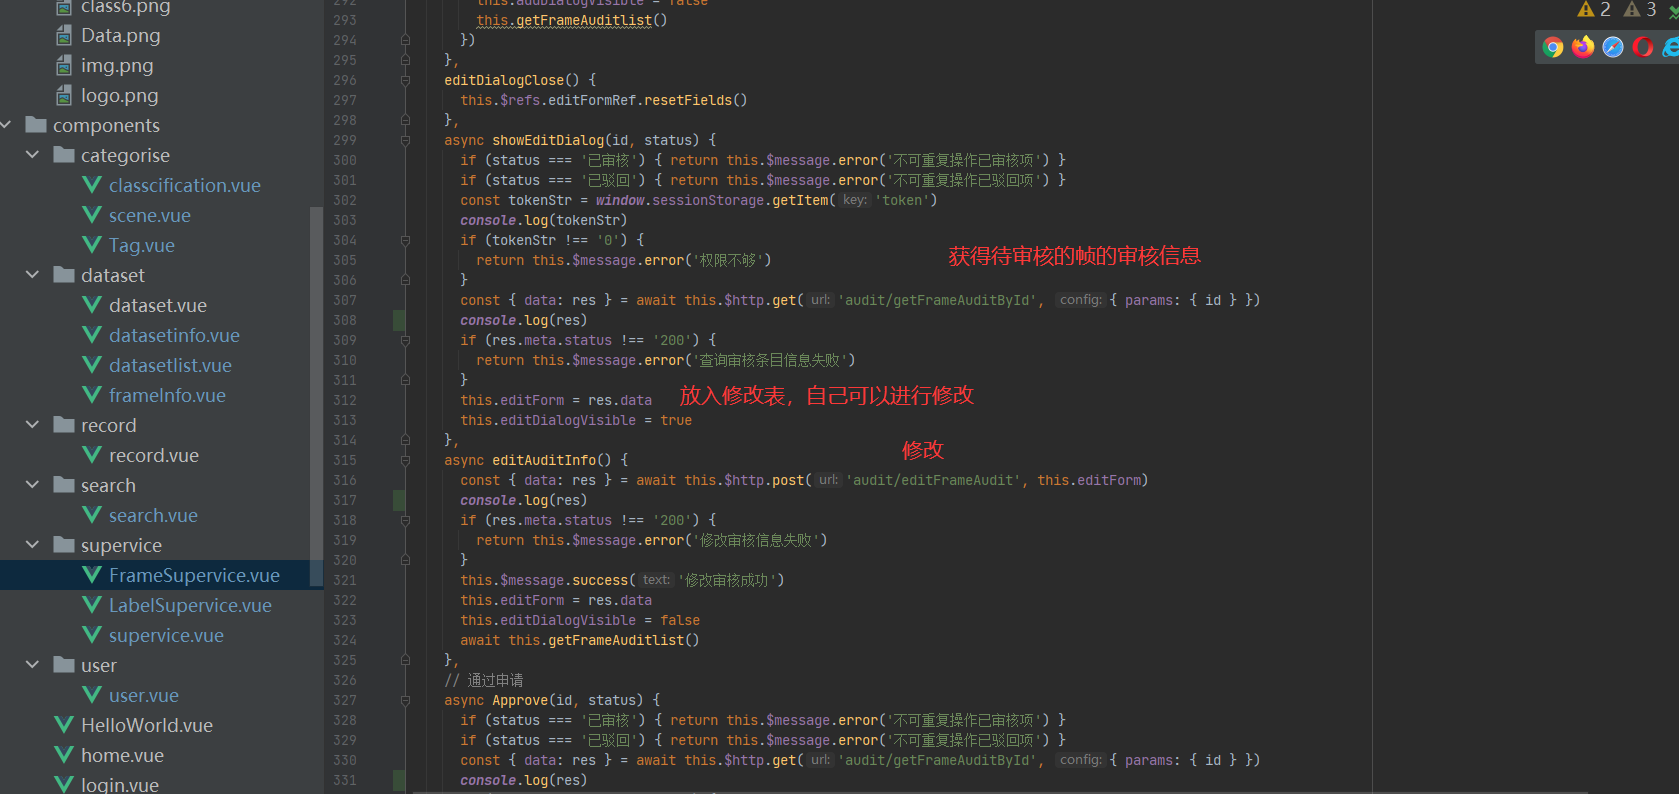 class6.png
Data.png
img.png
logo.png
components
categorise
classcification.vue
scene.vue
Tag.vue
dataset
dataset.vue
datasetinfo.vue
datasetlist.vue
frameInfo.vue
record
record.vue
search
search.vue
supervice
FrameSupervice.vue
LabelSupervice.vue
supervice.vue
user
user.vue
HelloWorld.vue
home.vue
login.vue
2 3
292 this.addDialogVisible = false
293 this.getFrameAuditlist()
294 })
295 },
296 editDialogClose() {
297 this.$refs.editFormRef.resetFields()
298 },
299 async showEditDialog(id, status) {
300 if (status === '已审核') { return this.$message.error('不可重复操作已审核项') }
301 if (status === '已驳回') { return this.$message.error('不可重复操作已驳回项') }
302 const tokenStr = window.sessionStorage.getItem( key: 'token')
303 console.log(tokenStr)
304 if (tokenStr !== '0') {
305 return this.$message.error('权限不够')
获得待审核的帧的审核信息
306 }
307 const { data: res } = await this.$http.get( url: 'audit/getFrameAuditById', config: { params: { id } })
308 console.log(res)
309 if (res.meta.status !== '200') {
310 return this.$message.error('查询审核条目信息失败')
311 }
312 this.editForm = res.data 放入修改表，自己可以进行修改
313 this.editDialogVisible = true
314 },
修改
315 async editAuditInfo() {
316 const { data: res } = await this.$http.post( url: 'audit/editFrameAudit', this.editForm)
317 console.log(res)
318 if (res.meta.status !== '200') {
319 return this.$message.error('修改审核信息失败')
320 }
321 this.$message.success( text: '修改审核成功')
322 this.editForm = res.data
323 this.editDialogVisible = false
324 await this.getFrameAuditlist()
325 },
326 // 通过申请
327 async Approve(id, status) {
328 if (status === '已审核') { return this.$message.error('不可重复操作已审核项') }
329 if (status === '已驳回') { return this.$message.error('不可重复操作已驳回项') }
330 const { data: res } = await this.$http.get( url: 'audit/getFrameAuditById', config: { params: { id } })
331 console.log(res)